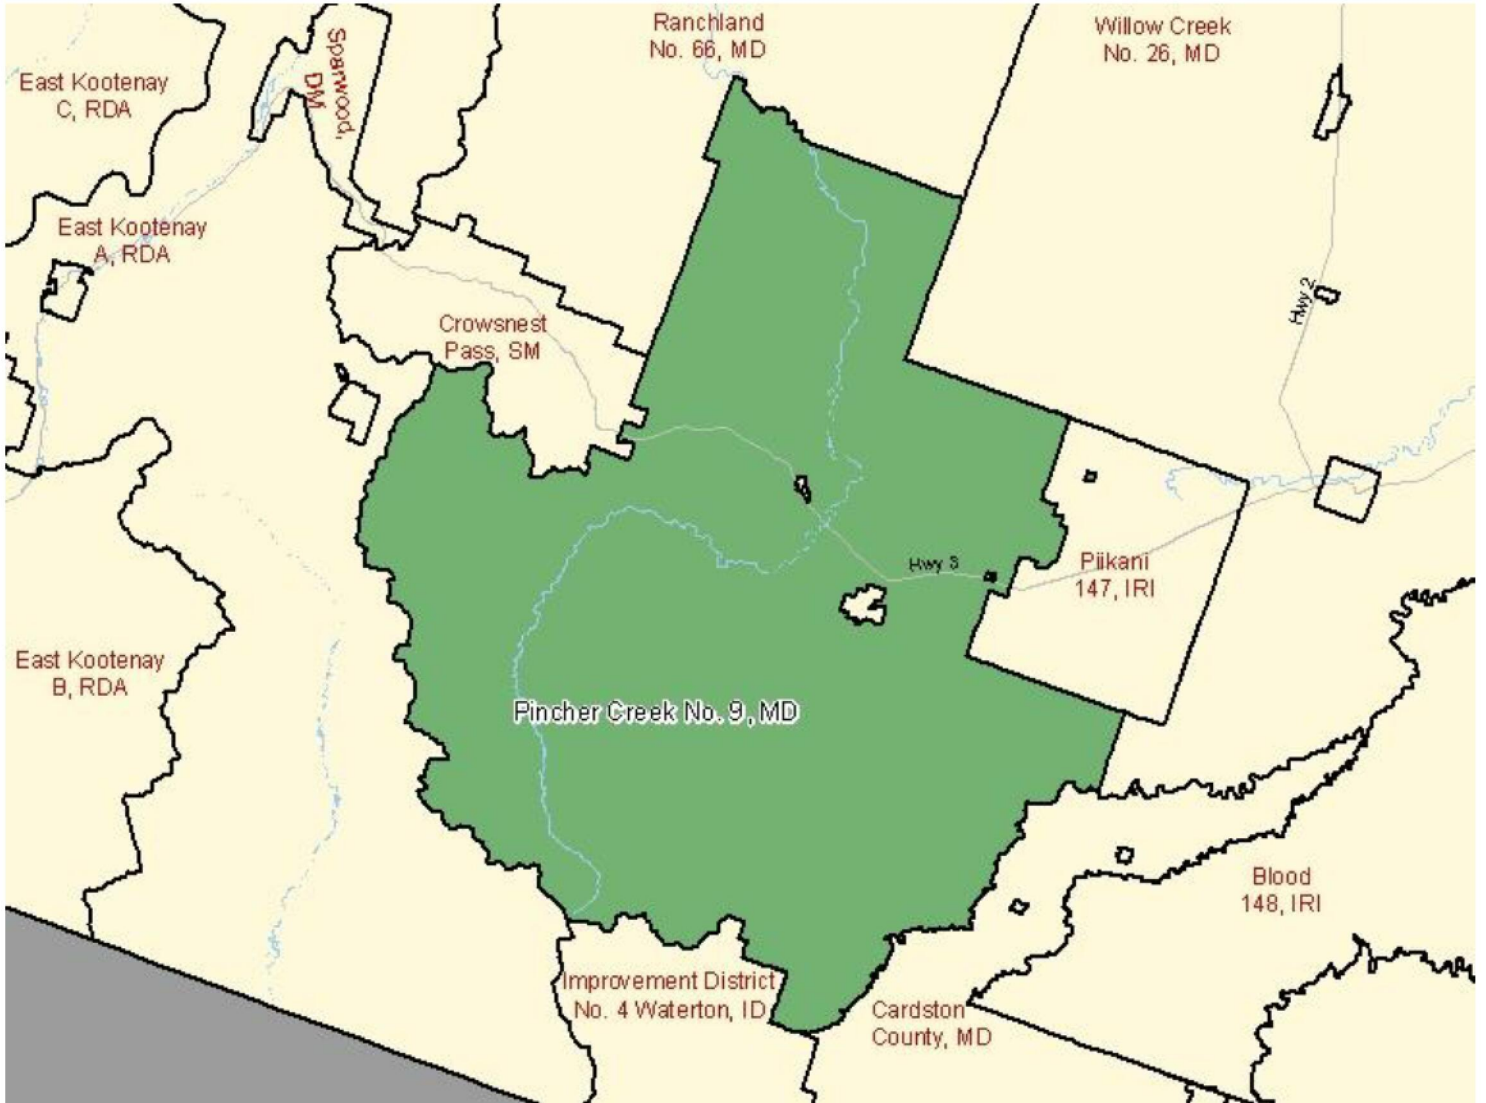 Ranchland
No. 66, MD
Willow Creek
No. 26, MD
Sparwood,
DM
East Kootenay
C, RDA
East Kootenay
A, RDA
Hwy 2
Crowsnest
Pass, SM
Hwy 3
Piikani
147, IRI
East Kootenay
B, RDA
Pincher Creek No. 9, MD
Blood
148, IRI
Improvement District
No. 4 Waterton, ID
Cardston
County, MD